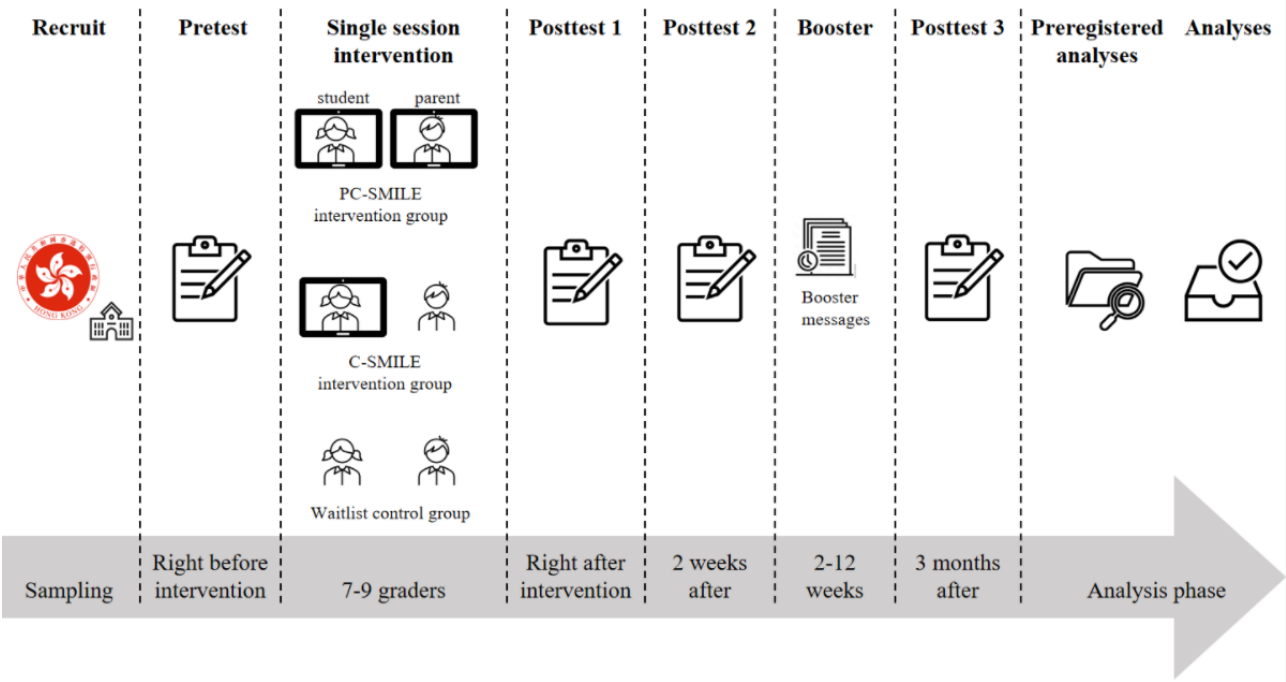 Recruit
Pretest
Single session
intervention
Posttest 1
Posttest 2
Booster
Posttest 3
Preregistered
analyses
Analyses
student
parent
PC-SMILE
intervention group
HONG KONG
Booster
messages
C-SMILE
intervention group
Waitlist control group
Sampling
Right before
intervention
7-9 graders
Right after
intervention
2 weeks
after
2-12
weeks
3 months
after
Analysis phase